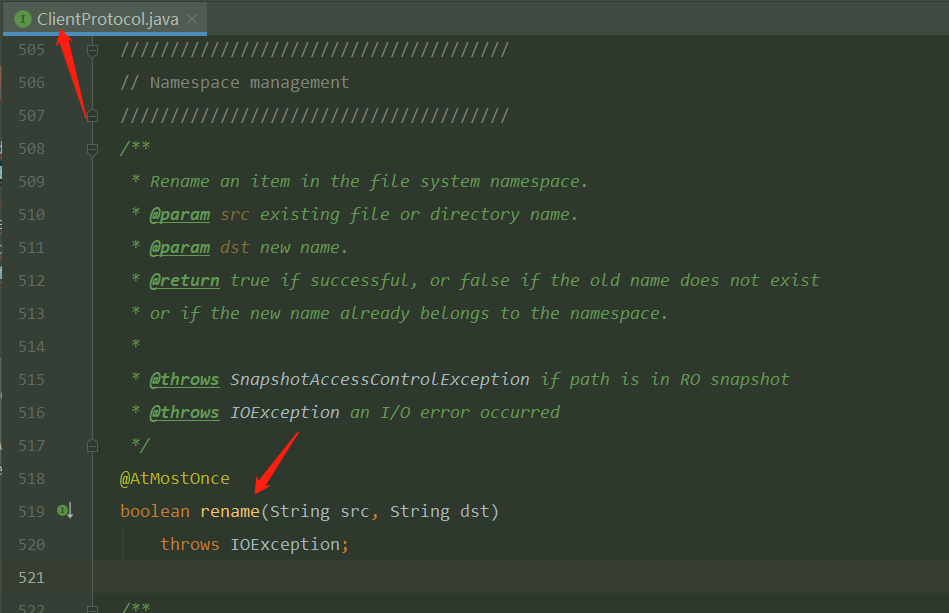 I ClientProtocol.java ×
505 ///////////////////////////////////////
506 // Namespace management
507 ///////////////////////////////////////
508 /**
509 * Rename an item in the file system namespace.
510 * @param src existing file or directory name.
511 * @param dst new name.
512 * @return true if successful, or false if the old name does not exist
513 * or if the new name already belongs to the namespace.
514 *
515 * @throws SnapshotAccessControlException if path is in RO snapshot
516 * @throws IOException an I/O error occurred
517 */
518 @AtMostOnce
519 boolean rename(String src, String dst)
520 throws IOException;
521
522 /**